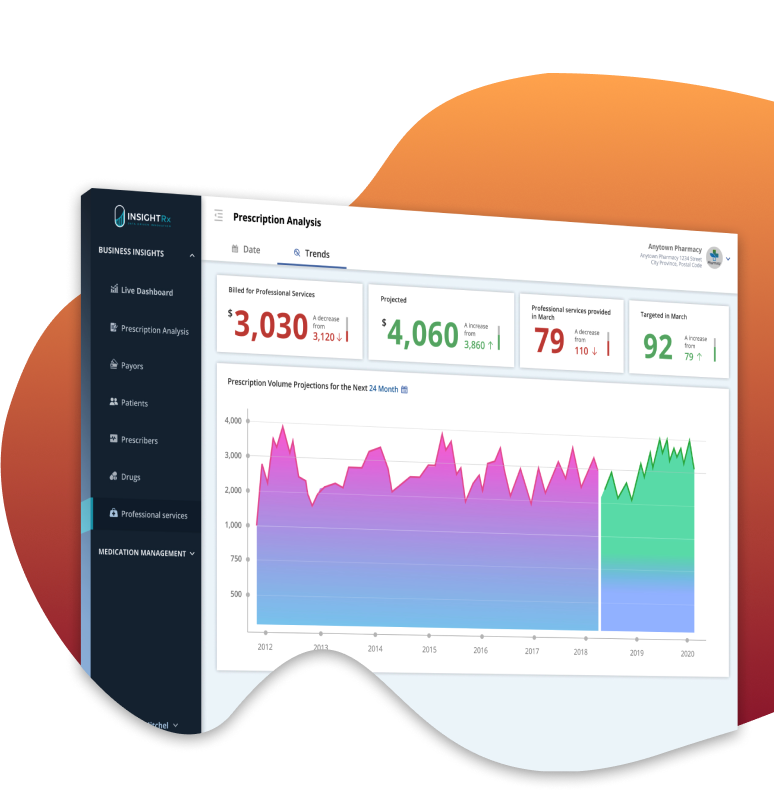 INSIGHTRx
BUSINESS INSIGHTS
Live Dashboard
Prescription Analysis
Payors
Patients
Prescribers
Drugs
Professional services
MEDICATION MANAGEMENT
Prescription Analysis
Date
Trends
Anytown Pharmacy
Anytown Pharmacy 1234 Street
City Province, Postal Code
Billed for Professional Services
$3,030
A decrease
from
3,120 ↓
Projected
$4,060
A increase
from
3,860 ↑
Professional services provided
in March
79
A decrease
from
110 ↓
Targeted in March
92
A increase
from
79 ↑
Prescription Volume Projections for the Next 24 Month
4,000
3,000
2,000
1,000
750
500
2012 2013 2014 2015 2016 2017 2018 2019 2020